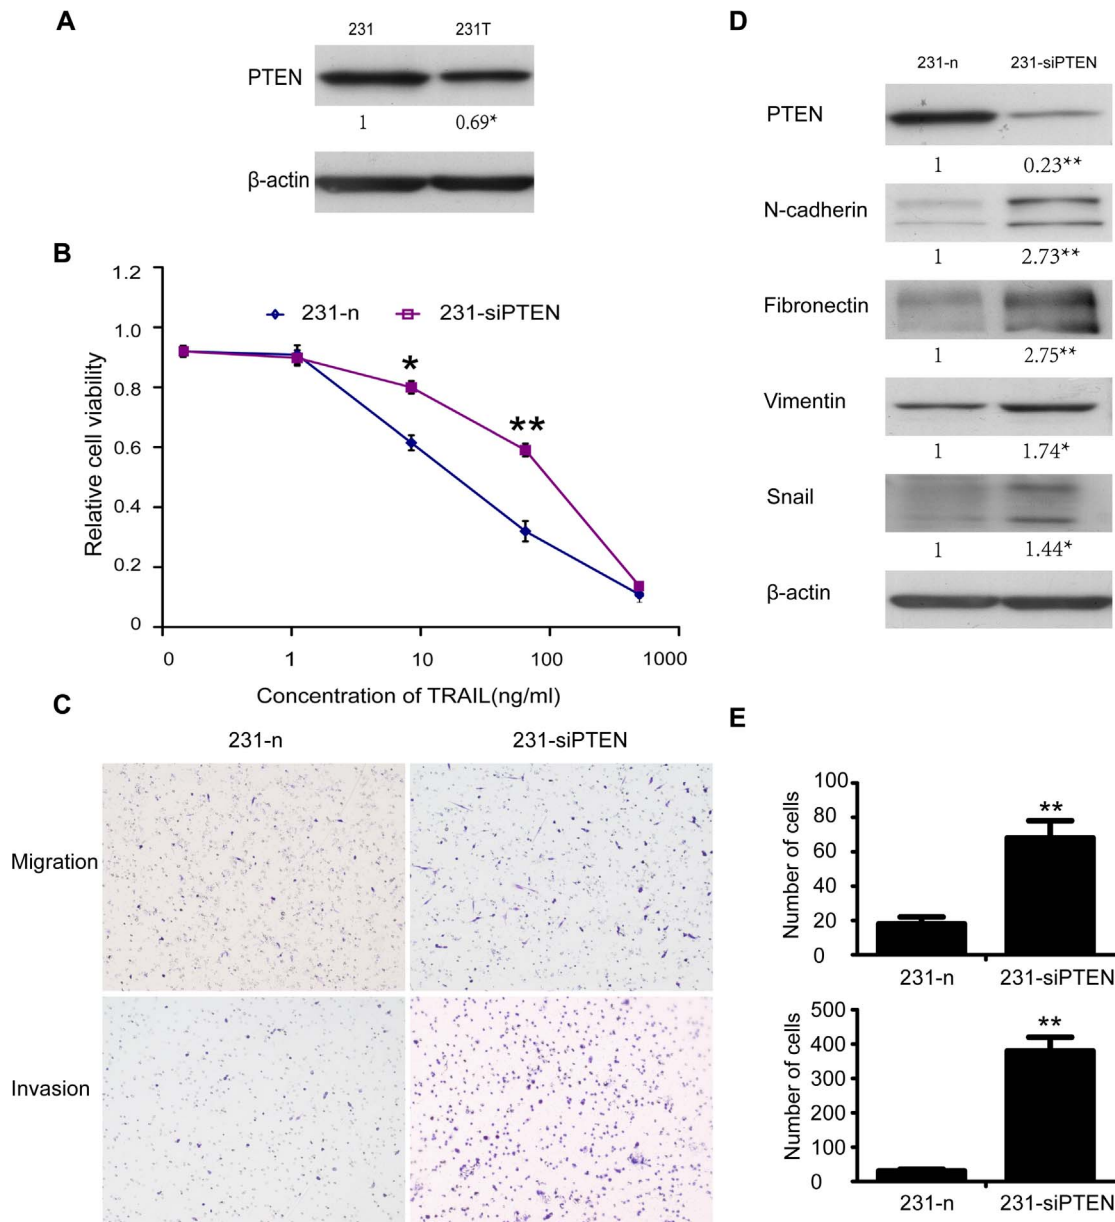 A
231 231T
PTEN
1 0.69*
β-actin
B
1.2
1.0
0.8
0.6
0.4
0.2
0
Relative cell viability
231-n 231-siPTEN
*
**
0 1 10 100 1000
Concentration of TRAIL(ng/ml)
C
231-n 231-siPTEN
Migration
Invasion
D
231-n 231-siPTEN
PTEN
1 0.23**
N-cadherin
1 2.73**
Fibronectin
1 2.75**
Vimentin
1 1.74*
Snail
1 1.44*
β-actin
E
Number of cells
100
80
60
40
20
0
**
231-n 231-siPTEN
Number of cells
500
400
300
200
100
0
**
231-n 231-siPTEN